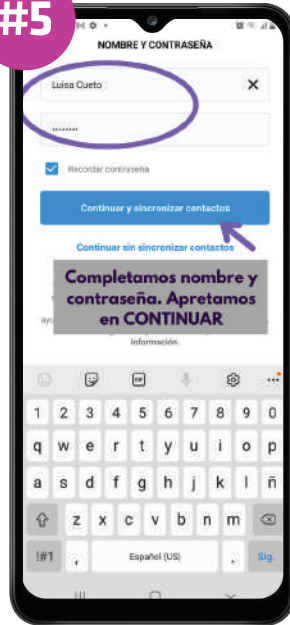 #5
NOMBRE Y CONTRASEÑA
Luisa Cueto
Recordar contraseña
Continuar y sincronizar contactos
Continuar sin sincronizar contactos
Completamos nombre y
contraseña. Apretamos
en CONTINUAR
información.
GIF
1 2 3 4 5 6 7 8 9 0
q w e r t y u i o p
a s d f g h j k l ñ
z x c v b n m
!#1 , Español (US) . Sig.